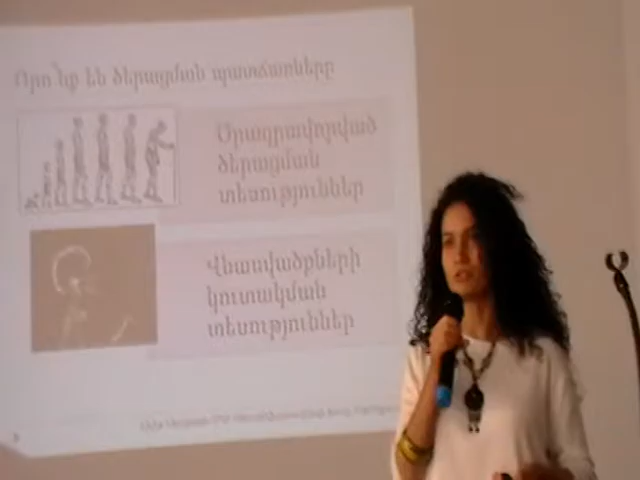 Որո՞նք են ծերացման պատճառները
Ծրագրավորված
ծերացման
տեսություններ
Վնասվածքների
կուտակման
տեսություններ